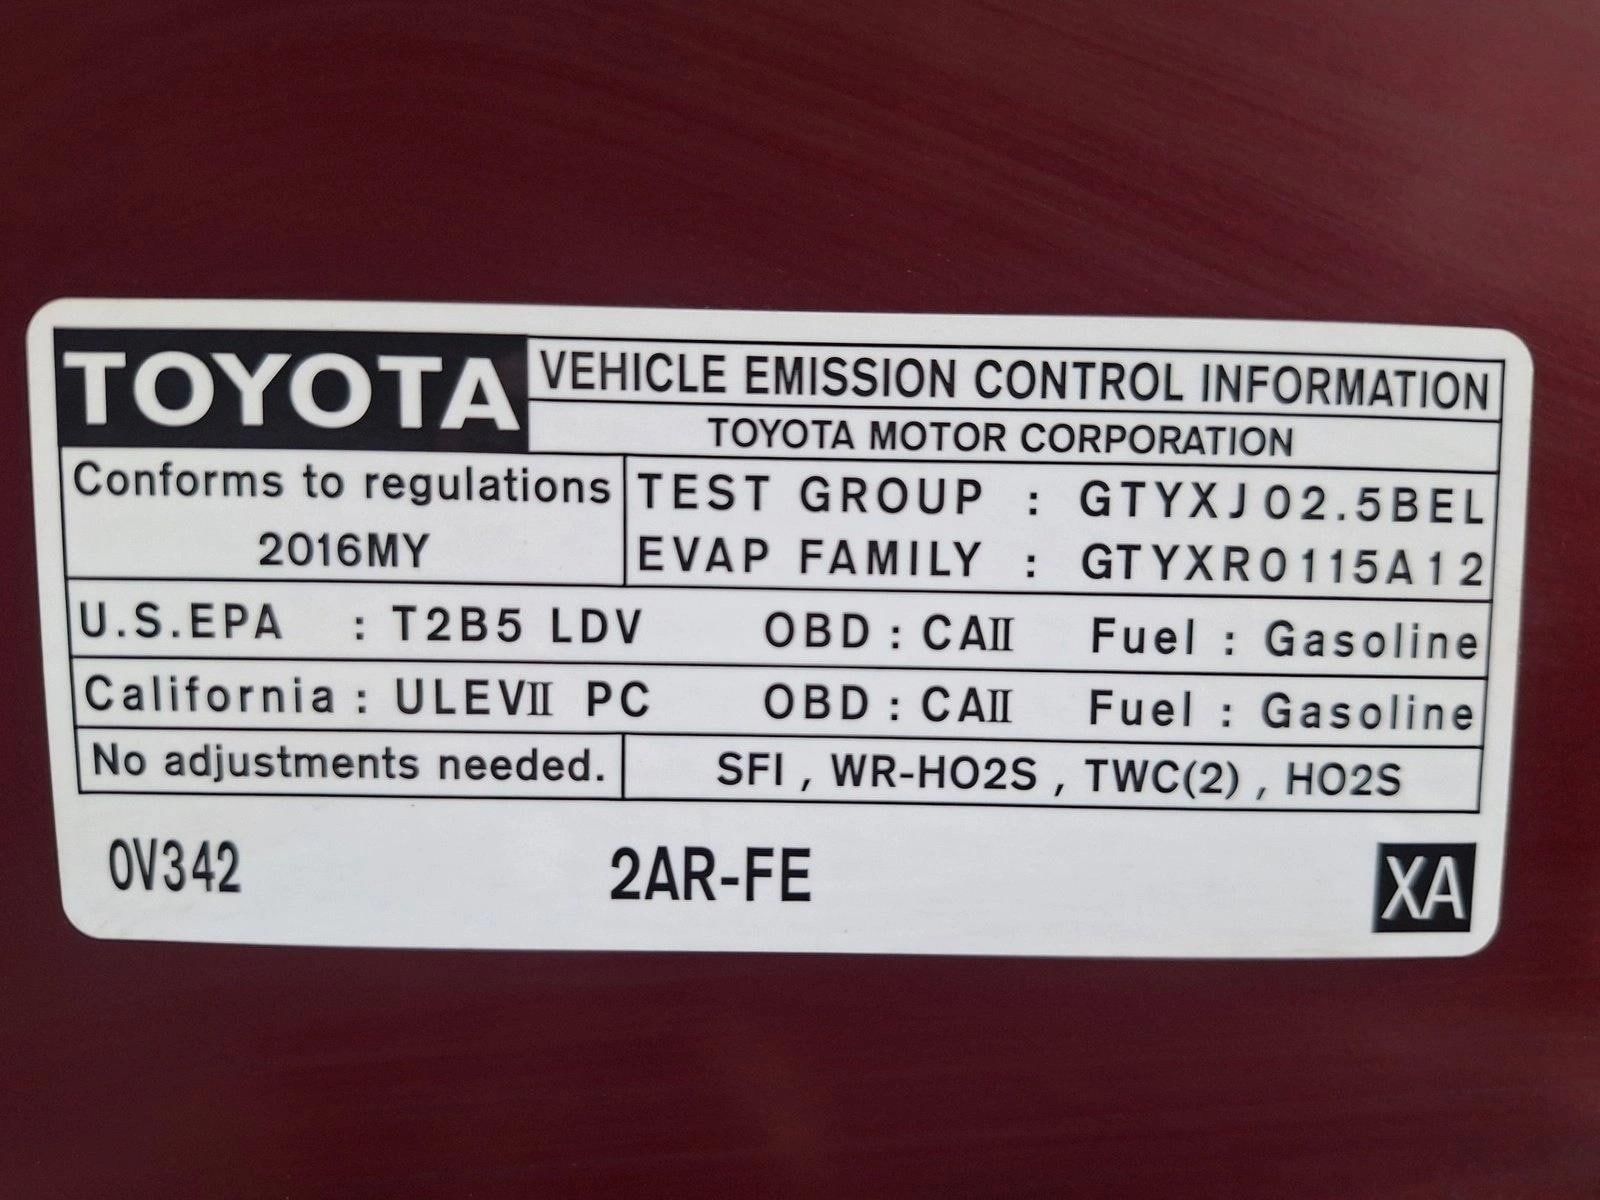 TOYOTA VEHICLE EMISSION CONTROL INFORMATION
TOYOTA MOTOR CORPORATION
Conforms to regulations
2016MY
TEST GROUP : GTYXJ02.5BEL
EVAP FAMILY : GTYXR0115A12
U.S.EPA : T2B5 LDV OBD : CAII Fuel : Gasoline
California : ULEVII PC OBD : CAII Fuel : Gasoline
No adjustments needed. SFI , WR-HO2S , TWC(2) , HO2S
0V342 2AR-FE XA